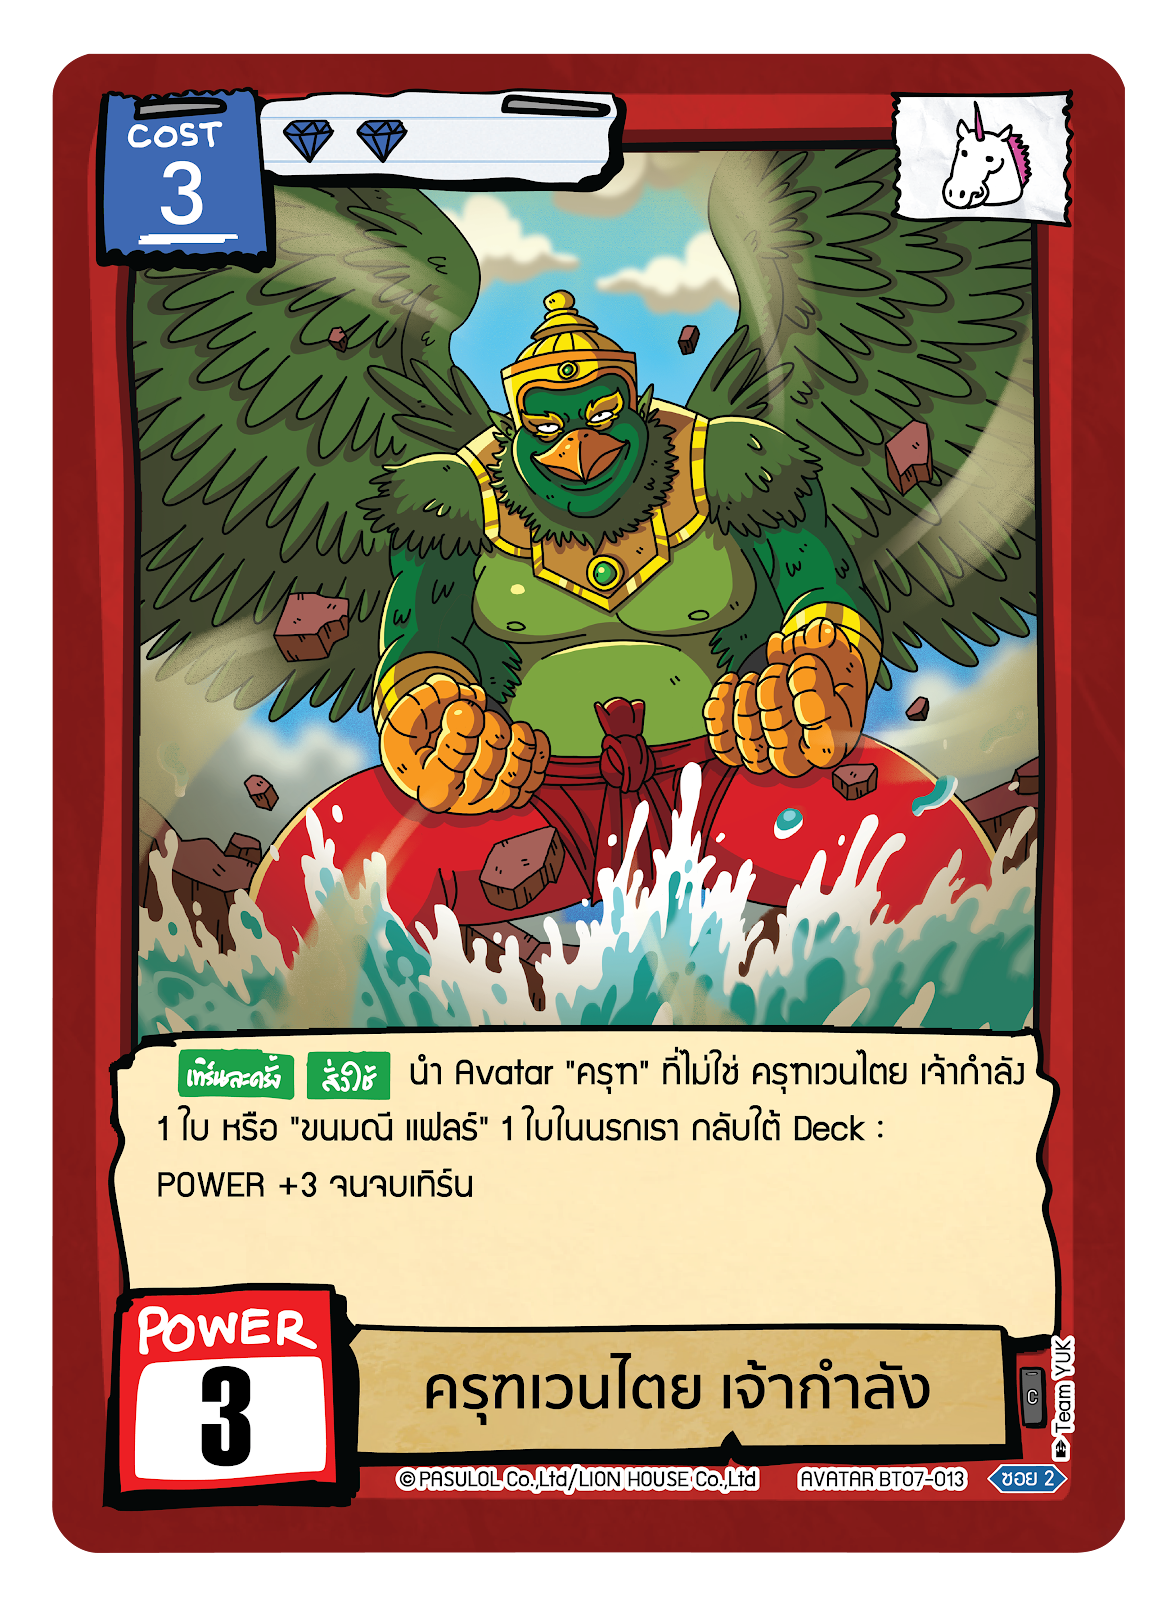 COST
3
เทิร์นละครั้ง สั่งใช้ นำ Avatar "ครุฑ" ที่ไม่ใช่ ครุฑเวนไตย เจ้ากำลัง
1 ใบ หรือ "ขนมณี แฟลร์" 1 ใบในนรกเรา กลับใต้ Deck :
POWER +3 จนจบเทิร์น
POWER
3
ครุฑเวนไตย เจ้ากำลัง
C
Team YUK
© PASULOL Co.,Ltd/LION HOUSE Co.,Ltd AVATAR BT07-013 ซอย 2